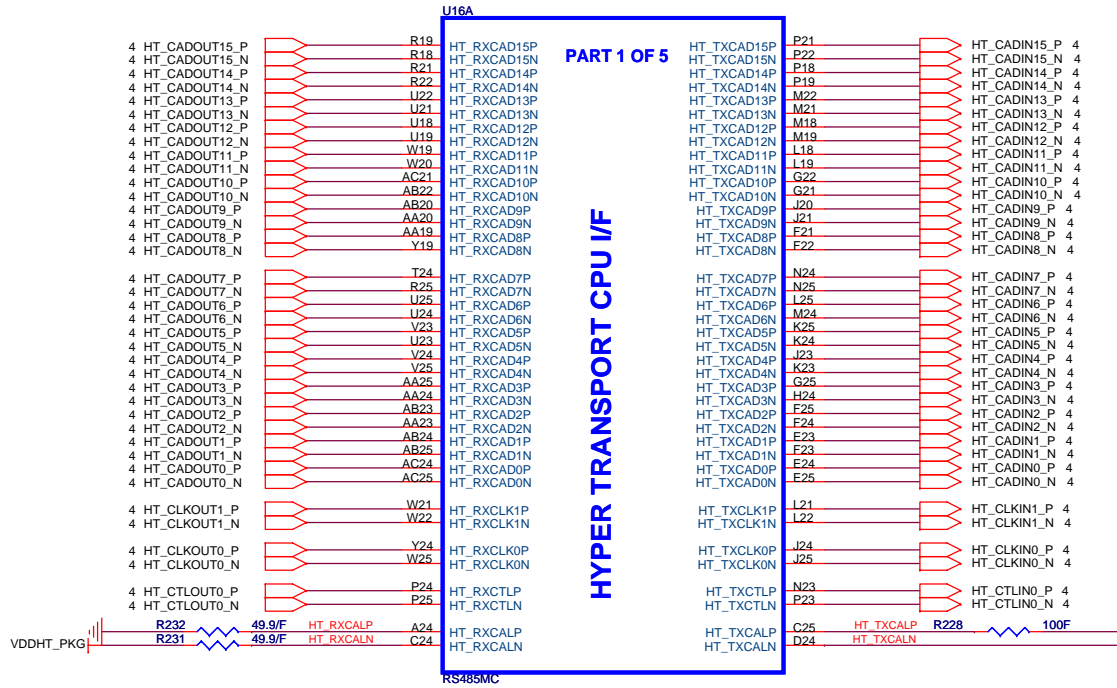 U16A
PART 1 OF 5
HYPER TRANSPORT CPU I/F
4 HT_CADOUT15_P R19 HT_RXCAD15P HT_TXCAD15P P21 HT_CADIN15_P 4
4 HT_CADOUT15_N R18 HT_RXCAD15N HT_TXCAD15N P22 HT_CADIN15_N 4
4 HT_CADOUT14_P R21 HT_RXCAD14P HT_TXCAD14P P18 HT_CADIN14_P 4
4 HT_CADOUT14_N R22 HT_RXCAD14N HT_TXCAD14N P19 HT_CADIN14_N 4
4 HT_CADOUT13_P U22 HT_RXCAD13P HT_TXCAD13P M22 HT_CADIN13_P 4
4 HT_CADOUT13_N U21 HT_RXCAD13N HT_TXCAD13N M21 HT_CADIN13_N 4
4 HT_CADOUT12_P U18 HT_RXCAD12P HT_TXCAD12P M18 HT_CADIN12_P 4
4 HT_CADOUT12_N U19 HT_RXCAD12N HT_TXCAD12N M19 HT_CADIN12_N 4
4 HT_CADOUT11_P W19 HT_RXCAD11P HT_TXCAD11P L18 HT_CADIN11_P 4
4 HT_CADOUT11_N W20 HT_RXCAD11N HT_TXCAD11N L19 HT_CADIN11_N 4
4 HT_CADOUT10_P AC21 HT_RXCAD10P HT_TXCAD10P G22 HT_CADIN10_P 4
4 HT_CADOUT10_N AB22 HT_RXCAD10N HT_TXCAD10N G21 HT_CADIN10_N 4
4 HT_CADOUT9_P AB20 HT_RXCAD9P HT_TXCAD9P J20 HT_CADIN9_P 4
4 HT_CADOUT9_N AA20 HT_RXCAD9N HT_TXCAD9N J21 HT_CADIN9_N 4
4 HT_CADOUT8_P AA19 HT_RXCAD8P HT_TXCAD8P F21 HT_CADIN8_P 4
4 HT_CADOUT8_N Y19 HT_RXCAD8N HT_TXCAD8N F22 HT_CADIN8_N 4
4 HT_CADOUT7_P T24 HT_RXCAD7P HT_TXCAD7P N24 HT_CADIN7_P 4
4 HT_CADOUT7_N R25 HT_RXCAD7N HT_TXCAD7N N25 HT_CADIN7_N 4
4 HT_CADOUT6_P U25 HT_RXCAD6P HT_TXCAD6P L25 HT_CADIN6_P 4
4 HT_CADOUT6_N U24 HT_RXCAD6N HT_TXCAD6N M24 HT_CADIN6_N 4
4 HT_CADOUT5_P V23 HT_RXCAD5P HT_TXCAD5P K25 HT_CADIN5_P 4
4 HT_CADOUT5_N U23 HT_RXCAD5N HT_TXCAD5N K24 HT_CADIN5_N 4
4 HT_CADOUT4_P V24 HT_RXCAD4P HT_TXCAD4P J23 HT_CADIN4_P 4
4 HT_CADOUT4_N V25 HT_RXCAD4N HT_TXCAD4N K23 HT_CADIN4_N 4
4 HT_CADOUT3_P AA25 HT_RXCAD3P HT_TXCAD3P G25 HT_CADIN3_P 4
4 HT_CADOUT3_N AA24 HT_RXCAD3N HT_TXCAD3N H24 HT_CADIN3_N 4
4 HT_CADOUT2_P AB23 HT_RXCAD2P HT_TXCAD2P F25 HT_CADIN2_P 4
4 HT_CADOUT2_N AA23 HT_RXCAD2N HT_TXCAD2N F24 HT_CADIN2_N 4
4 HT_CADOUT1_P AB24 HT_RXCAD1P HT_TXCAD1P E23 HT_CADIN1_P 4
4 HT_CADOUT1_N AB25 HT_RXCAD1N HT_TXCAD1N F23 HT_CADIN1_N 4
4 HT_CADOUT0_P AC24 HT_RXCAD0P HT_TXCAD0P E24 HT_CADIN0_P 4
4 HT_CADOUT0_N AC25 HT_RXCAD0N HT_TXCAD0N E25 HT_CADIN0_N 4
4 HT_CLKOUT1_P W21 HT_RXCLK1P HT_TXCLK1P L21 HT_CLKIN1_P 4
4 HT_CLKOUT1_N W22 HT_RXCLK1N HT_TXCLK1N L22 HT_CLKIN1_N 4
4 HT_CLKOUT0_P Y24 HT_RXCLK0P HT_TXCLK0P J24 HT_CLKIN0_P 4
4 HT_CLKOUT0_N W25 HT_RXCLK0N HT_TXCLK0N J25 HT_CLKIN0_N 4
4 HT_CTLOUT0_P P24 HT_RXCTLP HT_TXCTLP N23 HT_CTLIN0_P 4
4 HT_CTLOUT0_N P25 HT_RXCTLN HT_TXCTLN P23 HT_CTLIN0_N 4
R232 49.9/F HT_RXCALP A24 HT_RXCALP HT_TXCALP C25 HT_TXCALP R228 100F
VDDHT_PKG R231 49.9/F HT_RXCALN C24 HT_RXCALN HT_TXCALN D24 HT_TXCALN
RS485MC